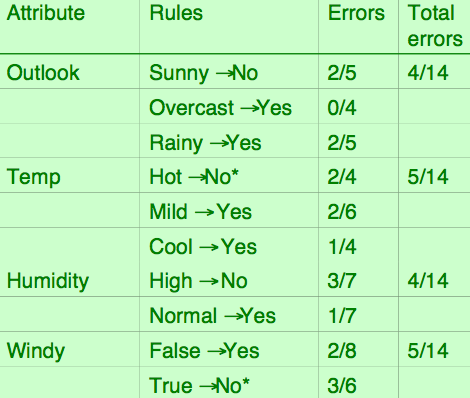 Attribute Rules Errors Total errors
Outlook Sunny →No 2/5 4/14
Overcast →Yes 0/4
Rainy →Yes 2/5
Temp Hot →No* 2/4 5/14
Mild →Yes 2/6
Cool →Yes 1/4
Humidity High →No 3/7 4/14
Normal →Yes 1/7
Windy False →Yes 2/8 5/14
True →No* 3/6